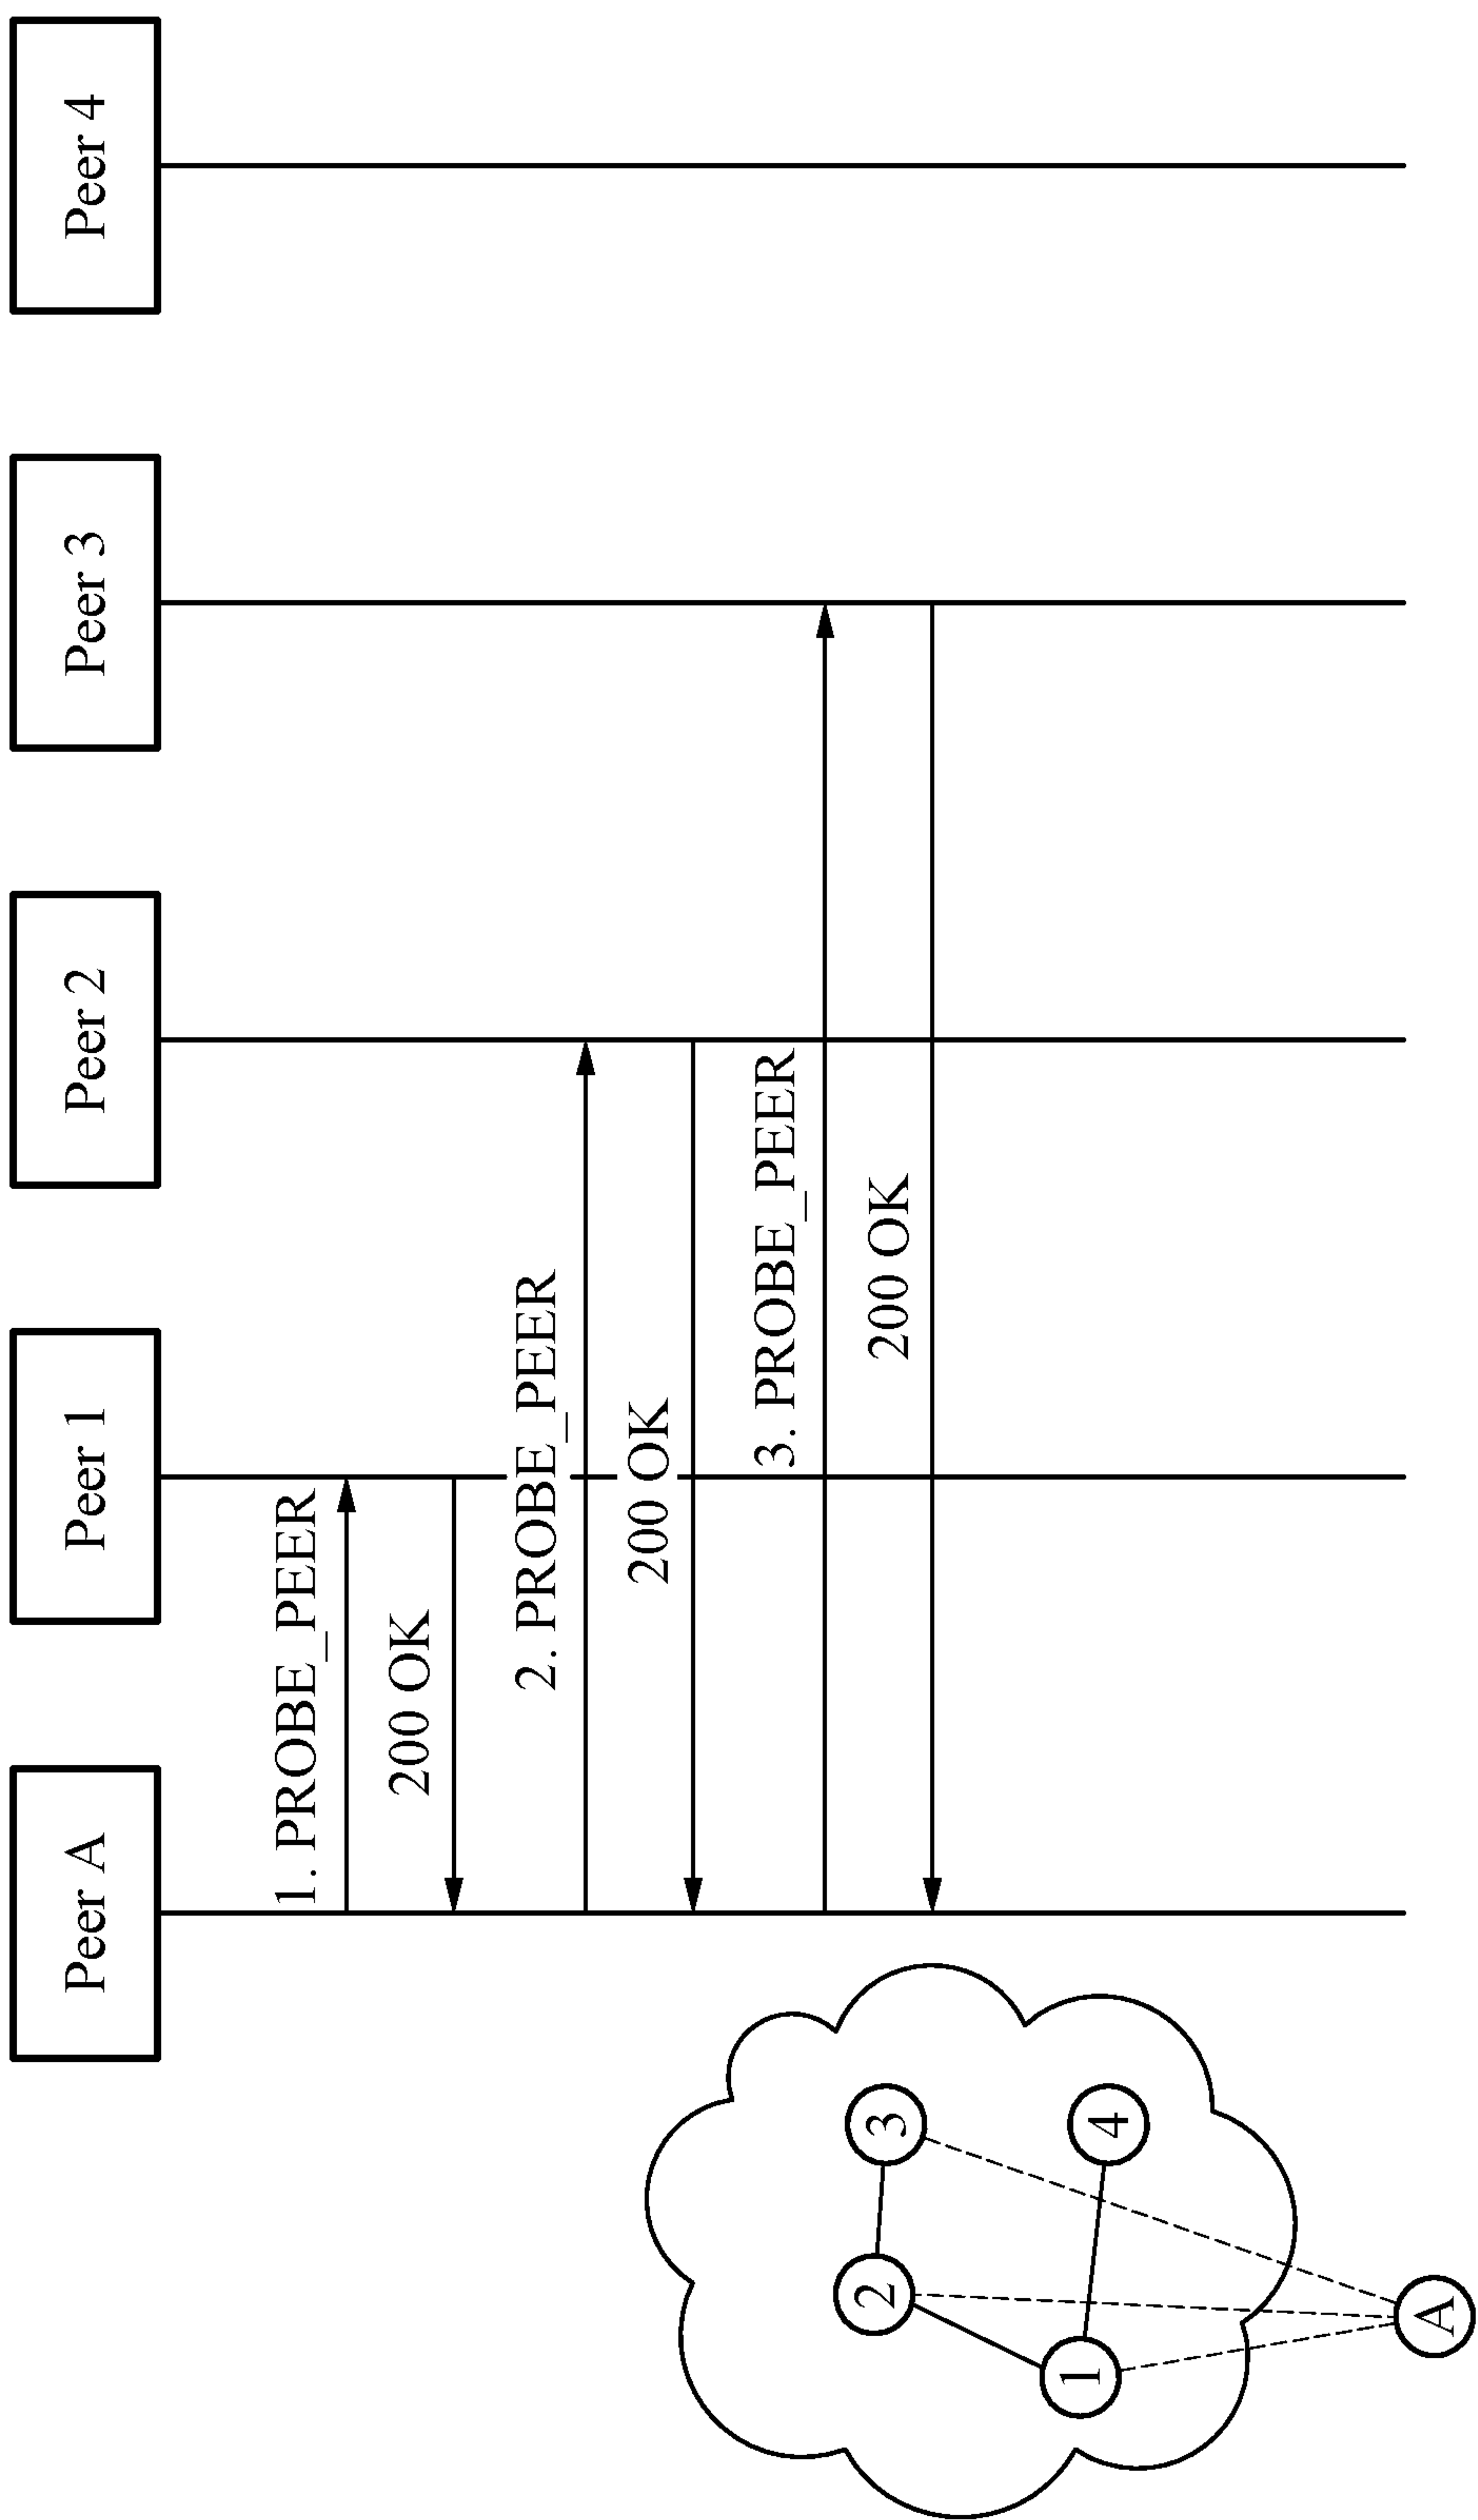 Peer A
Peer 1
Peer 2
Peer 3
Peer 4
1. PROBE_PEER
200 OK
2. PROBE_PEER
200 OK
3. PROBE_PEER
200 OK
2
3
1
4
A